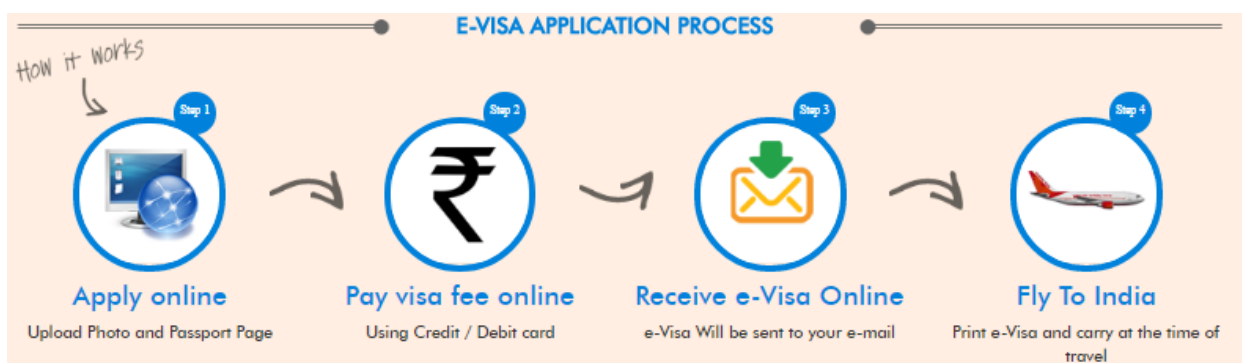 E-VISA APPLICATION PROCESS
How it works
Step 1
Step 2
Step 3
Step 4
₹
Apply online
Pay visa fee online
Receive e-Visa Online
Fly To India
Upload Photo and Passport Page
Using Credit / Debit card
e-Visa Will be sent to your e-mail
Print e-Visa and carry at the time of
travel